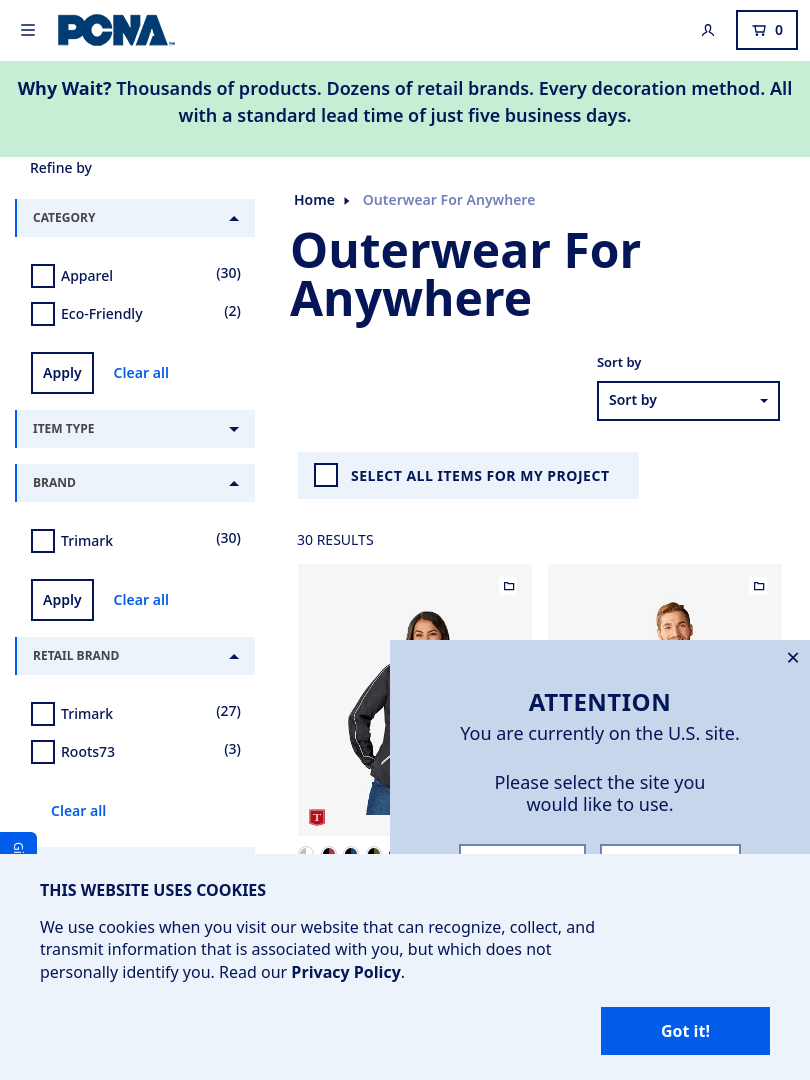 PCNA
0
Why Wait? Thousands of products. Dozens of retail brands. Every decoration method. All
with a standard lead time of just five business days.
Refine by
CATEGORY
Apparel (30)
Eco-Friendly (2)
Apply Clear all
ITEM TYPE
BRAND
Trimark (30)
Apply Clear all
RETAIL BRAND
Trimark (27)
Roots73 (3)
Clear all
Home Outerwear For Anywhere
Outerwear For
Anywhere
Sort by
Sort by
SELECT ALL ITEMS FOR MY PROJECT
30 RESULTS
T
ATTENTION
You are currently on the U.S. site.
Please select the site you
would like to use.
THIS WEBSITE USES COOKIES
We use cookies when you visit our website that can recognize, collect, and
transmit information that is associated with you, but which does not
personally identify you. Read our Privacy Policy.
Got it!